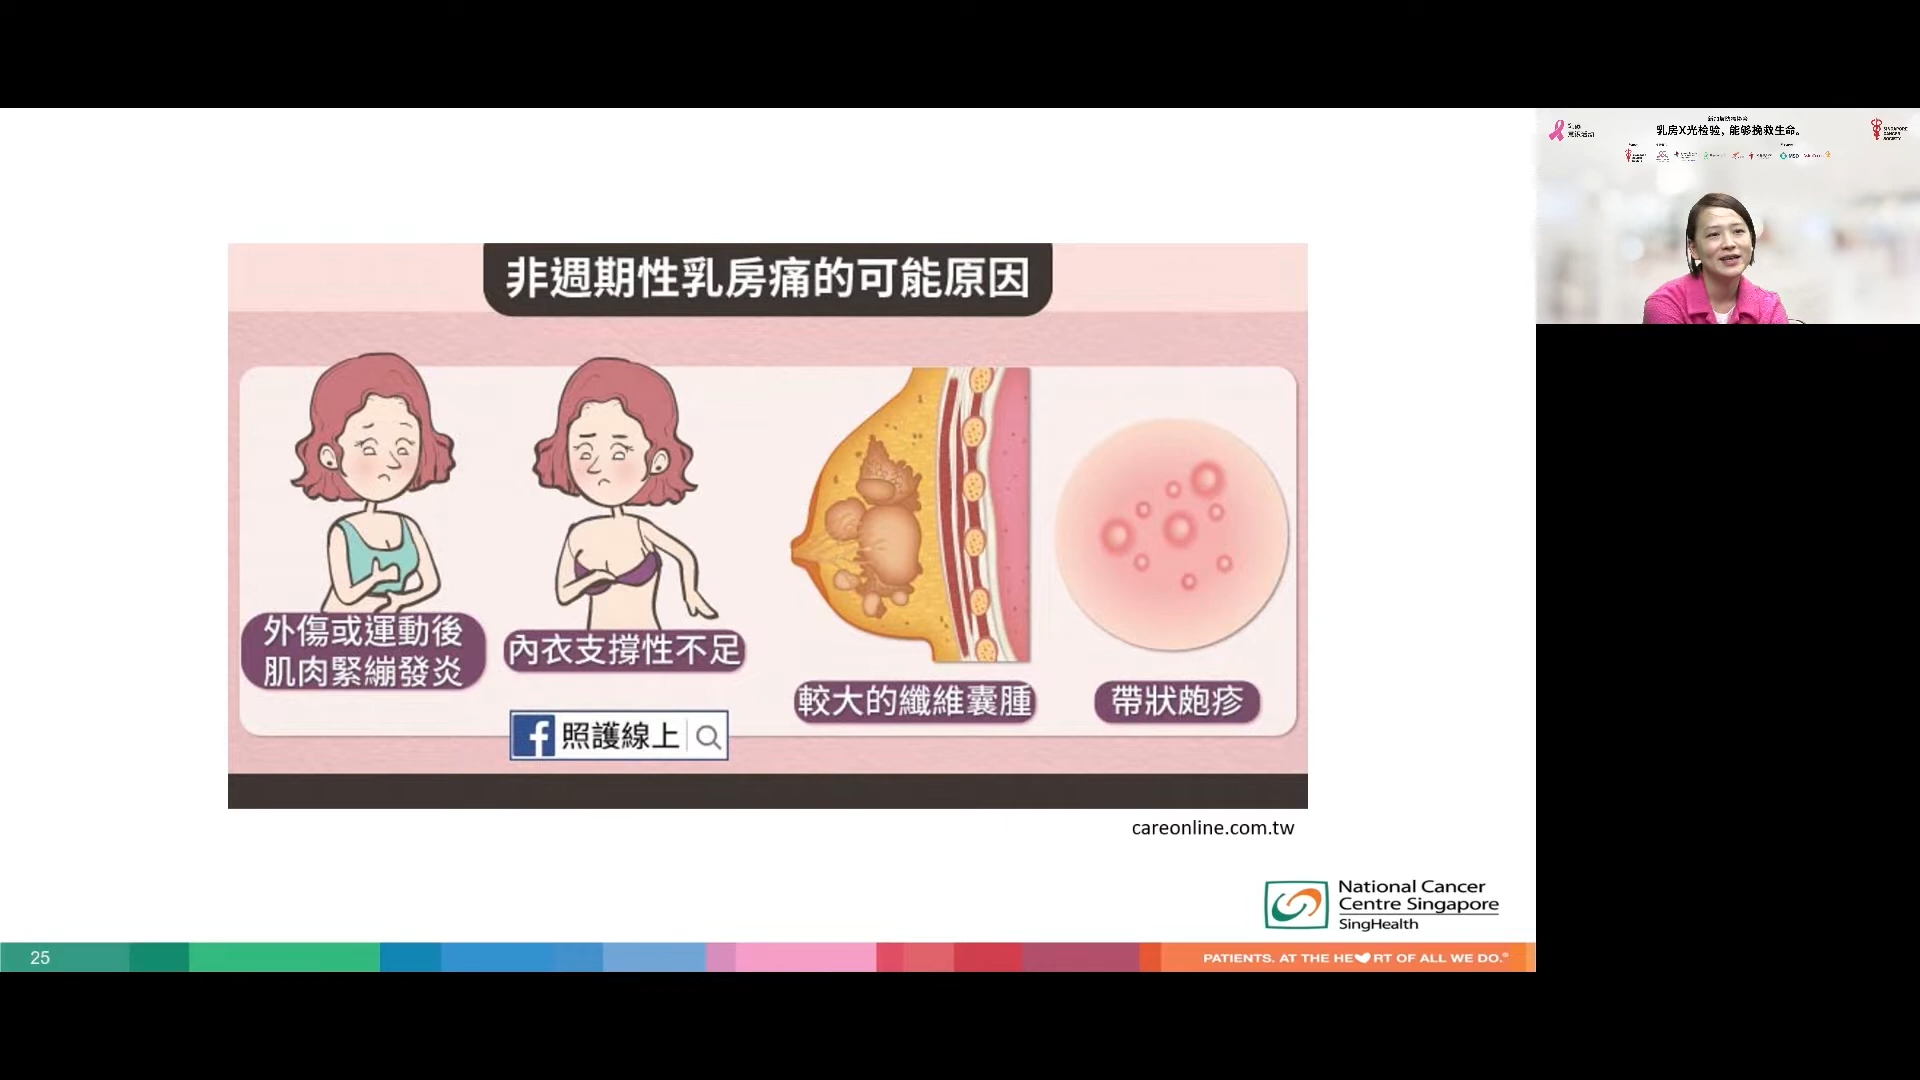 非週期性乳房痛的可能原因
外傷或運動後
肌肉緊繃發炎
內衣支撐性不足
較大的纖維囊腫
帶狀皰疹
照護線上
careonline.com.tw
National Cancer
Centre Singapore
SingHealth
25
PATIENTS. AT THE HE RT OF ALL WE DO.®
乳房X光检验，能够挽救生命。
SINGAPORE
CANCER
SOCIETY
MSD